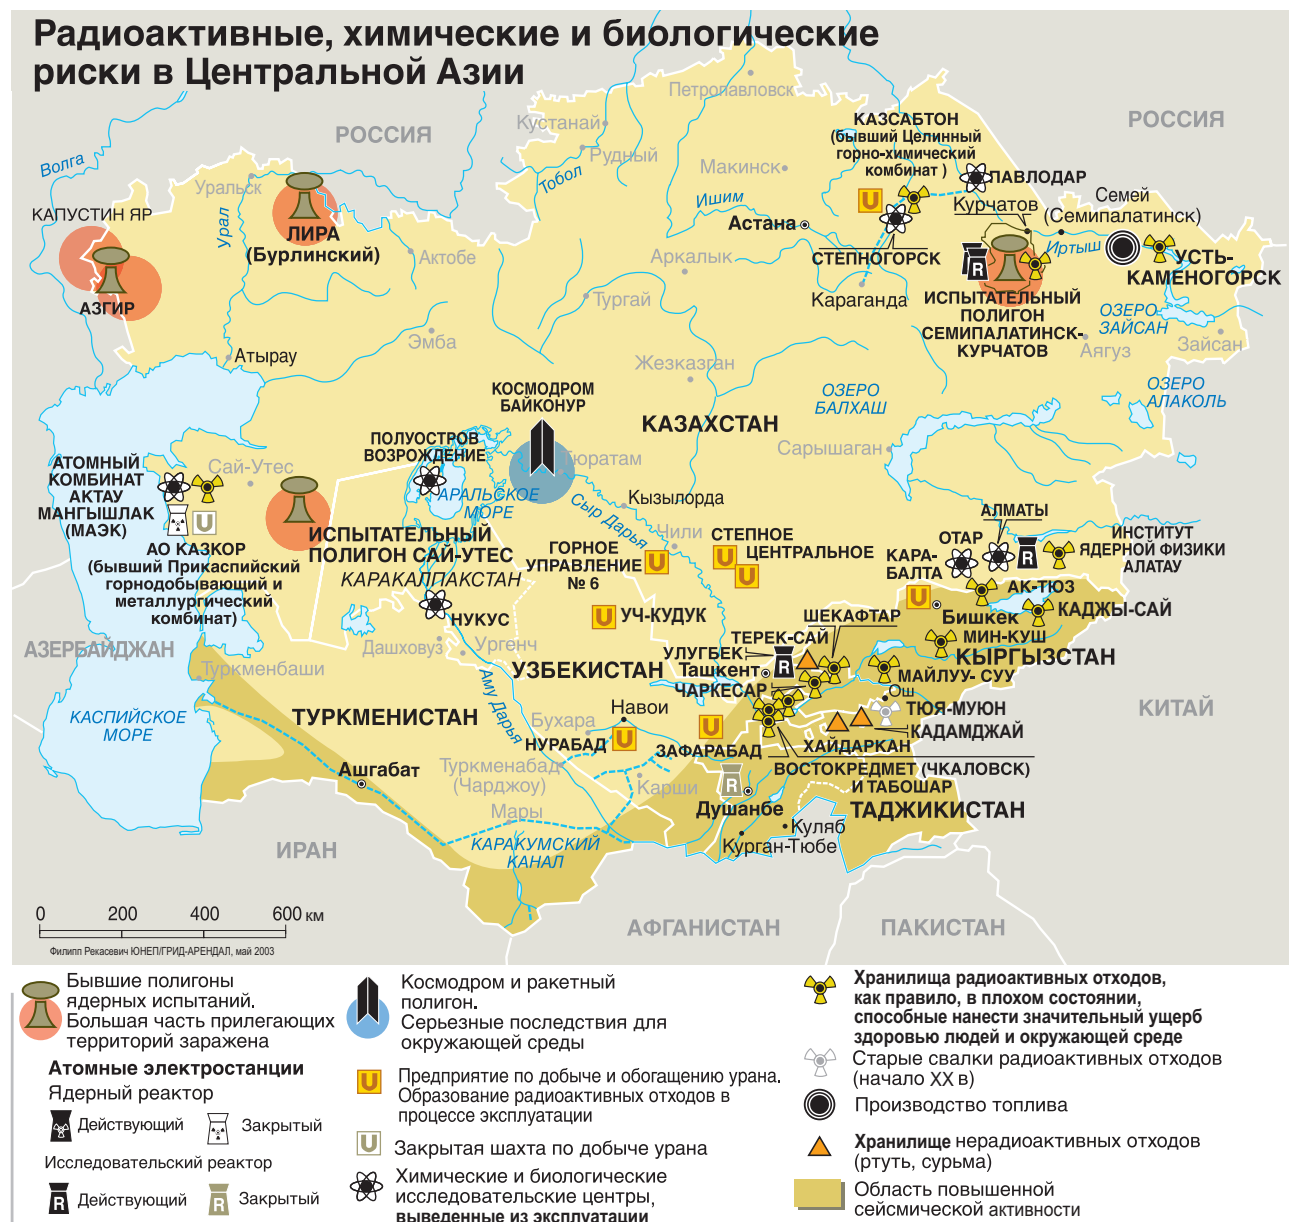 Радиоактивные, химические и биологические
риски в Центральной Азии
РОССИЯ
РОССИЯ
Волга
Уральск
Урал
КАПУСТИН ЯР
ЛИРА
(Бурлинский)
АЗГИР
Актобе
Атырау
Эмба
Петропавловск
Кустанай
Рудный
Тобол
Макинск
Ишим
Астана
Аркалык
Тургай
Жезказган
КАЗСАБТОН
(бывший Целинный
горно-химический
комбинат )
U
ПАВЛОДАР
Курчатов
Семей
(Семипалатинск)
Иртыш
СТЕПНОГОРСК
Караганда
R
УСТЬ-
КАМЕНОГОРСК
ИСПЫТАТЕЛЬНЫЙ
ПОЛИГОН
СЕМИПАЛАТИНСК-
КУРЧАТОВ
ОЗЕРО
ЗАЙСАН
Аягуз
Зайсан
ОЗЕРО
АЛАКОЛЬ
ОЗЕРО
БАЛХАШ
Сарышаган
КАЗАХСТАН
КОСМОДРОМ
БАЙКОНУР
Тюратам
ПОЛУОСТРОВ
ВОЗРОЖДЕНИЕ
АРАЛЬСКОЕ
МОРЕ
Сыр Дарья
Кызылорда
Чили
АТОМНЫЙ
КОМБИНАТ
АКТАУ
МАНГЫШЛАК
(МАЭК)
Сай-Утес
U
АО КАЗКОР
(бывший Прикаспийский
горнодобывающий и
металлургический
комбинат)
ИСПЫТАТЕЛЬНЫЙ
ПОЛИГОН САЙ-УТЕС
КАРАКАЛПАКСТАН
НУКУС
ГОРНОЕ
УПРАВЛЕНИЕ
№ 6
U
СТЕПНОЕ
U
ЦЕНТРАЛЬНОЕ
U
АЛМАТЫ
ОТАР
R
ИНСТИТУТ
ЯДЕРНОЙ ФИЗИКИ
АЛАТАУ
КАРА-
БАЛТА
U
АК-ТЮЗ
КАДЖЫ-САЙ
Бишкек
МИН-КУШ
КЫРГЫЗСТАН
U
УЧ-КУДУК
ШЕКАФТАР
ТЕРЕК-САЙ
УЛУГБЕК
R
Ташкент
ЧАРКЕСАР
МАЙЛУУ- СУУ
Ош
ТЮЯ-МУЮН
КАДАМДЖАЙ
ХАЙДАРКАН
АЗЕРБАЙДЖАН
Туркменбаши
КАСПИЙСКОЕ
МОРЕ
Дашховуз
Ургенч
УЗБЕКИСТАН
ТУРКМЕНИСТАН
Аму Дарья
Бухара
Навои
НУРАБАД
U
U
ЗАФАРАБАД
ВОСТОКРЕДМЕТ (ЧКАЛОВСК)
И ТАБОШАР
КИТАЙ
Ашгабат
Туркменабад
(Чарджоу)
Карши
R
Душанбе
ТАДЖИКИСТАН
Мары
Куляб
Курган-Тюбе
КАРАКУМСКИЙ
КАНАЛ
ИРАН
АФГАНИСТАН
ПАКИСТАН
0 200 400 600 км
Филипп Рекасевич ЮНЕП/ГРИД-АРЕНДАЛ, май 2003
Бывшие полигоны
ядерных испытаний.
Большая часть прилегающих
территорий заражена
Атомные электростанции
Ядерный реактор
Действующий
Закрытый
Исследовательский реактор
R
Действующий
R
Закрытый
Космодром и ракетный
полигон.
Серьезные последствия для
окружающей среды
U
Предприятие по добыче и обогащению урана.
Образование радиоактивных отходов в
процессе эксплуатации
U
Закрытая шахта по добыче урана
Химические и биологические
исследовательские центры,
выведенные из эксплуатации
Хранилища радиоактивных отходов,
как правило, в плохом состоянии,
способные нанести значительный ущерб
здоровью людей и окружающей среде
Старые свалки радиоактивных отходов
(начало XX в)
Производство топлива
Хранилище нерадиоактивных отходов
(ртуть, сурьма)
Область повышенной
сейсмической активности